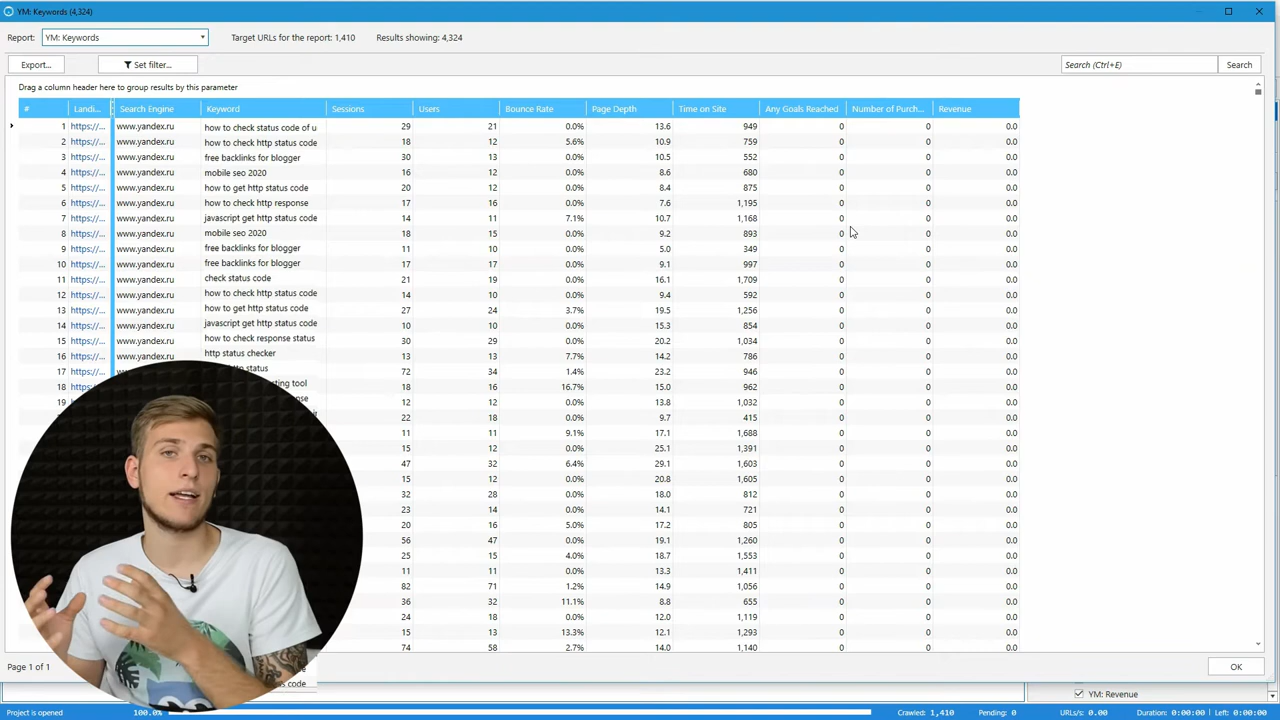 YM: Keywords (4,324)
Report: YM: Keywords Target URLs for the report: 1,410 Results showing: 4,324
Export... Set filter... Search (Ctrl+E) Search
Drag a column header here to group results by this parameter
# Landi... Search Engine Keyword Sessions Users Bounce Rate Page Depth Time on Site Any Goals Reached Number of Purch... Revenue
1 https://... www.yandex.ru how to check status code of u 29 21 0.0% 13.6 949 0 0 0.0
2 https://... www.yandex.ru how to check http status code 18 12 5.6% 10.9 759 0 0 0.0
3 https://... www.yandex.ru free backlinks for blogger 30 13 0.0% 10.5 552 0 0 0.0
4 https://... www.yandex.ru mobile seo 2020 16 12 0.0% 8.6 680 0 0 0.0
5 https://... www.yandex.ru how to get http status code 20 12 0.0% 8.4 875 0 0 0.0
6 https://... www.yandex.ru how to check http response 17 16 0.0% 7.6 1,195 0 0 0.0
7 https://... www.yandex.ru javascript get http status code 14 11 7.1% 10.7 1,168 0 0 0.0
8 https://... www.yandex.ru mobile seo 2020 18 15 0.0% 9.2 893 0 0 0.0
9 https://... www.yandex.ru free backlinks for blogger 11 10 0.0% 5.0 349 0 0 0.0
10 https://... www.yandex.ru free backlinks for blogger 17 17 0.0% 9.1 997 0 0 0.0
11 https://... www.yandex.ru check status code 21 19 0.0% 16.1 1,709 0 0 0.0
12 https://... www.yandex.ru how to check http status code 14 10 0.0% 9.4 592 0 0 0.0
13 https://... www.yandex.ru how to get http status code 27 24 3.7% 19.5 1,256 0 0 0.0
14 https://... www.yandex.ru javascript get http status code 10 10 0.0% 15.3 854 0 0 0.0
15 https://... www.yandex.ru how to check response status 30 29 0.0% 20.2 1,034 0 0 0.0
16 https://... www.yandex.ru http status checker 13 13 7.7% 14.2 786 0 0 0.0
17 https://... status 72 34 1.4% 23.2 946 0 0 0.0
18 https:/ sting tool 18 16 16.7% 15.0 962 0 0 0.0
19 nse 12 12 0.0% 13.8 1,032 0 0 0.0
22 18 0.0% 9.7 415 0 0 0.0
11 11 9.1% 17.1 1,688 0 0 0.0
15 12 0.0% 25.1 1,391 0 0 0.0
47 32 6.4% 29.1 1,603 0 0 0.0
15 12 0.0% 20.8 1,605 0 0 0.0
32 28 0.0% 18.0 812 0 0 0.0
23 14 0.0% 14.1 721 0 0 0.0
20 16 5.0% 17.2 805 0 0 0.0
56 47 0.0% 19.1 1,260 0 0 0.0
25 15 4.0% 18.7 1,553 0 0 0.0
11 11 0.0% 13.3 1,411 0 0 0.0
82 71 1.2% 14.9 1,056 0 0 0.0
36 32 11.1% 8.8 655 0 0 0.0
24 18 0.0% 12.0 1,119 0 0 0.0
15 13 13.3% 12.1 1,293 0 0 0.0
74 58 2.7% 14.0 1,140 0 0 0.0
Page 1 of 1 OK
tus code
YM: Revenue
Project is opened 100.0% Crawled: 1,410 Pending: 0 URLs/s: 0.00 Duration: 0:00:00 Left: 0:00:00